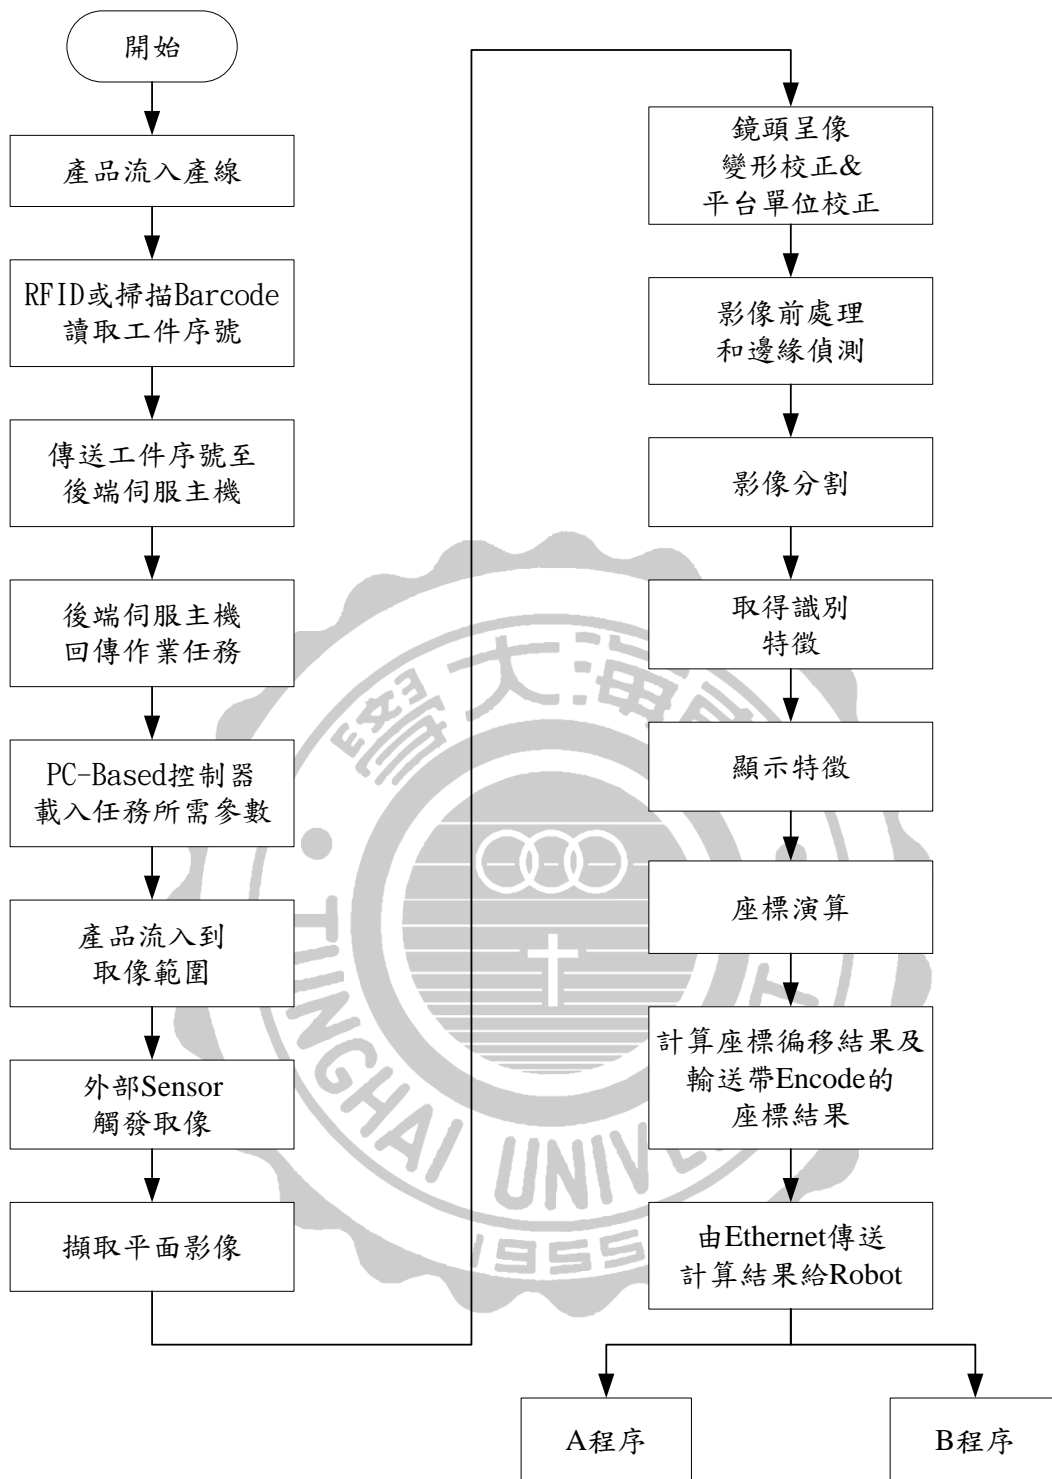 開始
產品流入產線
RFID或掃描Barcode
讀取工件序號
傳送工件序號至
後端伺服主機
後端伺服主機
回傳作業任務
PC-Based控制器
載入任務所需參數
產品流入到
取像範圍
外部Sensor
觸發取像
擷取平面影像
鏡頭呈像
變形校正&
平台單位校正
影像前處理
和邊緣偵測
影像分割
取得識別
特徵
顯示特徵
座標演算
計算座標偏移結果及
輸送帶Encode的
座標結果
由Ethernet傳送
計算結果給Robot
A程序
B程序
學大海
TUNGHAI UNIV
1955